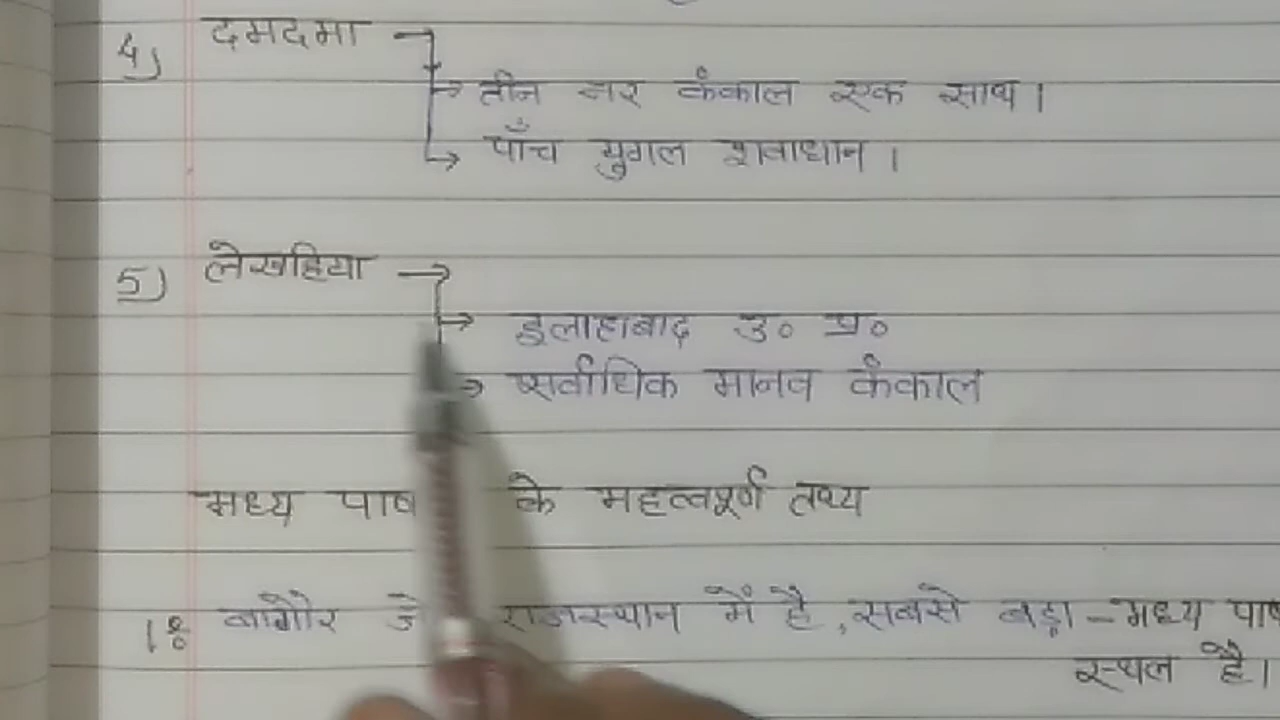 4) दमदमा
तीन नर कंकाल एक साथ।
पाँच युगल शवाधान।
5) लेखहिया
इलाहाबाद उ० प्र०
सर्वाधिक मानव कंकाल
मध्य पाष के महत्वपूर्ण तथ्य
1: बागौर जो राजस्थान में है, सबसे बड़ा - मध्य पाष
स्थल है।